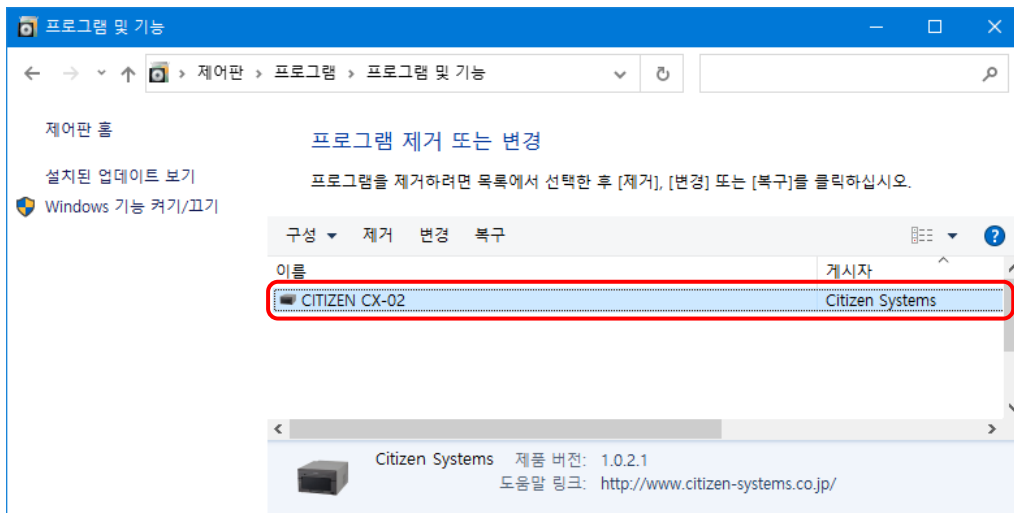 프로그램 및 기능
제어판 > 프로그램 > 프로그램 및 기능
제어판 홈
설치된 업데이트 보기
Windows 기능 켜기/끄기
프로그램 제거 또는 변경
프로그램을 제거하려면 목록에서 선택한 후 [제거], [변경] 또는 [복구]를 클릭하십시오.
구성 제거 변경 복구
이름 게시자
CITIZEN CX-02 Citizen Systems
Citizen Systems 제품 버전: 1.0.2.1
도움말 링크: http://www.citizen-systems.co.jp/